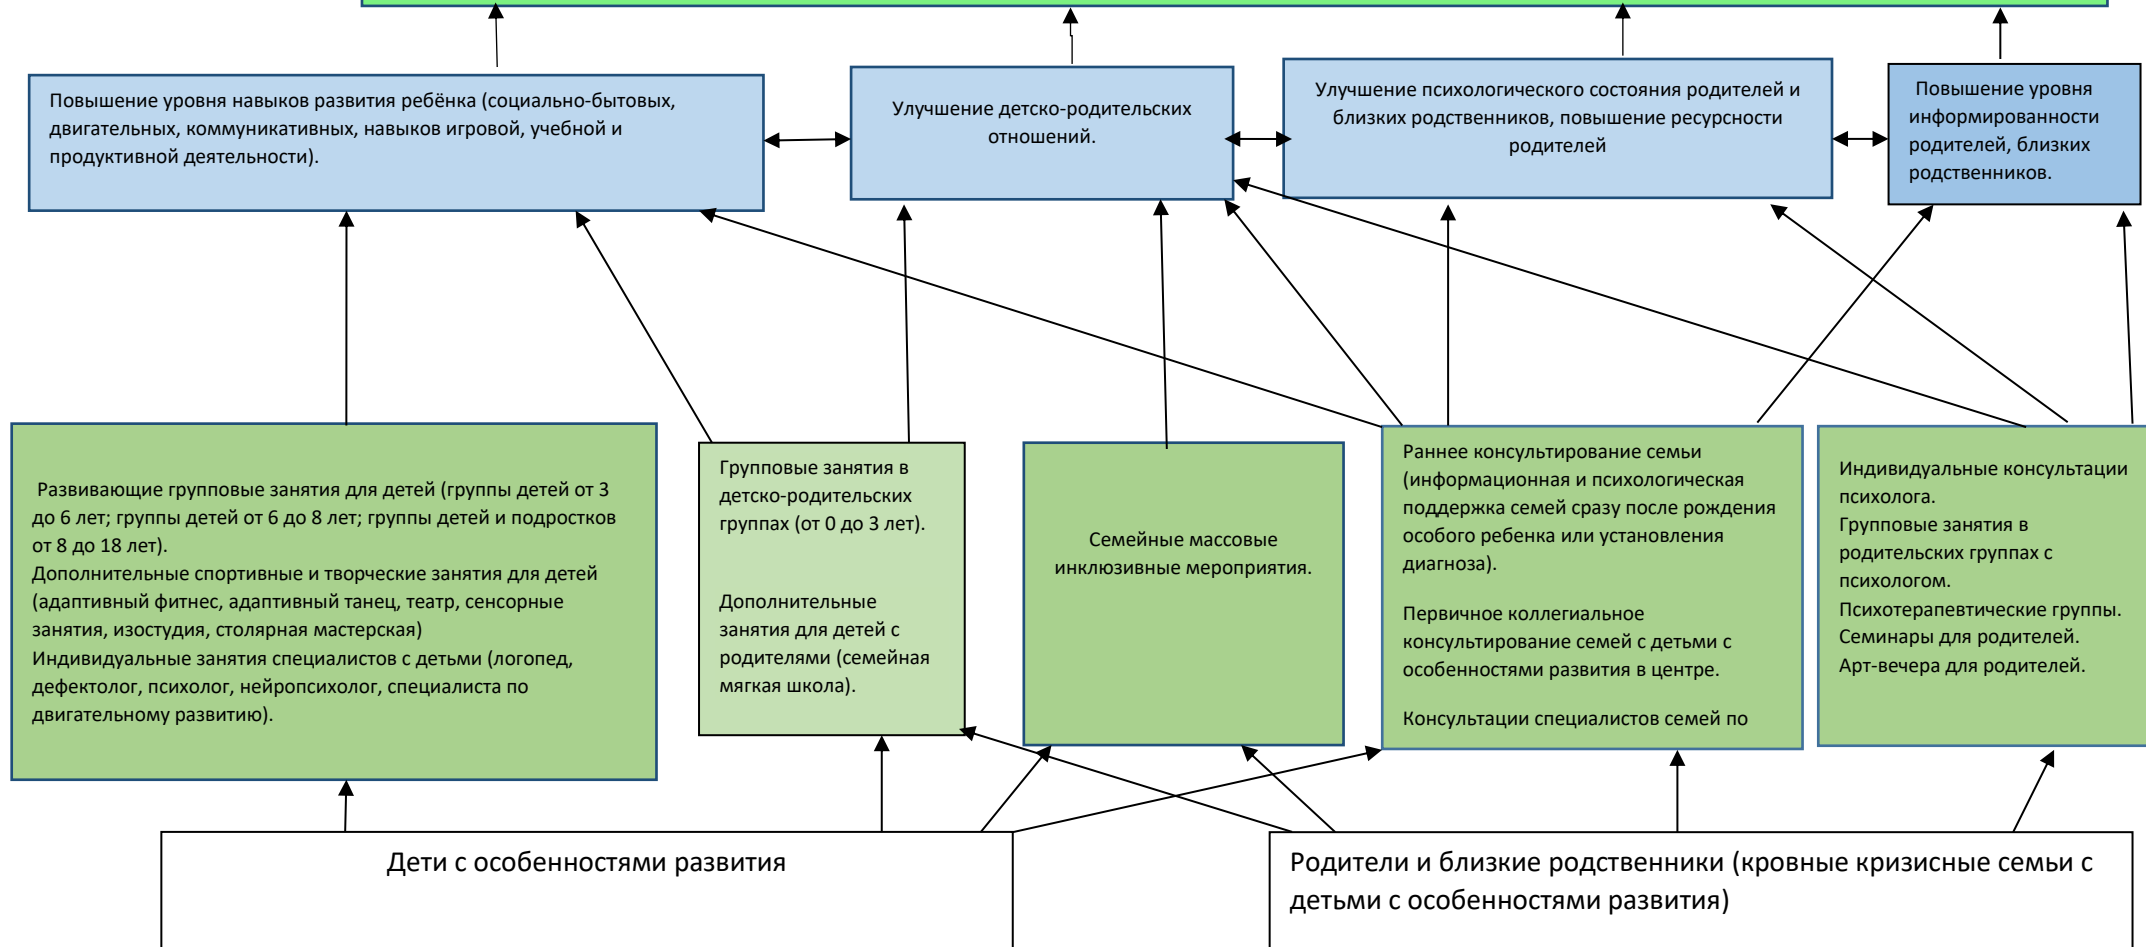 Повышение уровня навыков развития ребёнка (социально-бытовых,
двигательных, коммуникативных, навыков игровой, учебной и
продуктивной деятельности).
Улучшение детско-родительских
отношений.
Улучшение психологического состояния родителей и
близких родственников, повышение ресурсности
родителей
Повышение уровня
информированности
родителей, близких
родственников.
Развивающие групповые занятия для детей (группы детей от 3
до 6 лет; группы детей от 6 до 8 лет; группы детей и подростков
от 8 до 18 лет).
Дополнительные спортивные и творческие занятия для детей
(адаптивный фитнес, адаптивный танец, театр, сенсорные
занятия, изостудия, столярная мастерская)
Индивидуальные занятия специалистов с детьми (логопед,
дефектолог, психолог, нейропсихолог, специалиста по
двигательному развитию).
Групповые занятия в
детско-родительских
группах (от 0 до 3 лет).
Дополнительные
занятия для детей с
родителями (семейная
мягкая школа).
Семейные массовые
инклюзивные мероприятия.
Раннее консультирование семьи
(информационная и психологическая
поддержка семей сразу после рождения
особого ребенка или установления
диагноза).
Первичное коллегиальное
консультирование семей с детьми с
особенностями развития в центре.
Консультации специалистов семей по
Индивидуальные консультации
психолога.
Групповые занятия в
родительских группах с
психологом.
Психотерапевтические группы.
Семинары для родителей.
Арт-вечера для родителей.
Дети с особенностями развития
Родители и близкие родственники (кровные кризисные семьи с
детьми с особенностями развития)